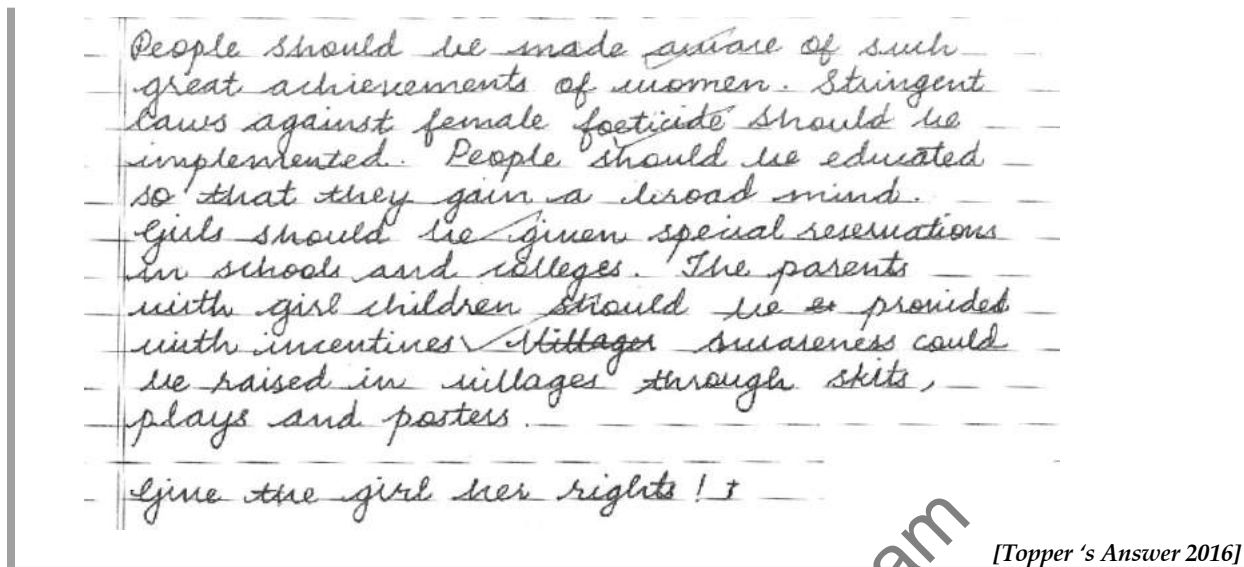 People should be made aware of such
great achievements of women. Stringent
laws against female foeticide should be
implemented. People should be educated
so that they gain a broad mind.
Girls should be given special reservations
in schools and colleges. The parents
with girl children should be provided
with incentives. Awareness could
be raised in villages through skits,
plays and posters.
Give the girl her rights!
am
[Topper 's Answer 2016]